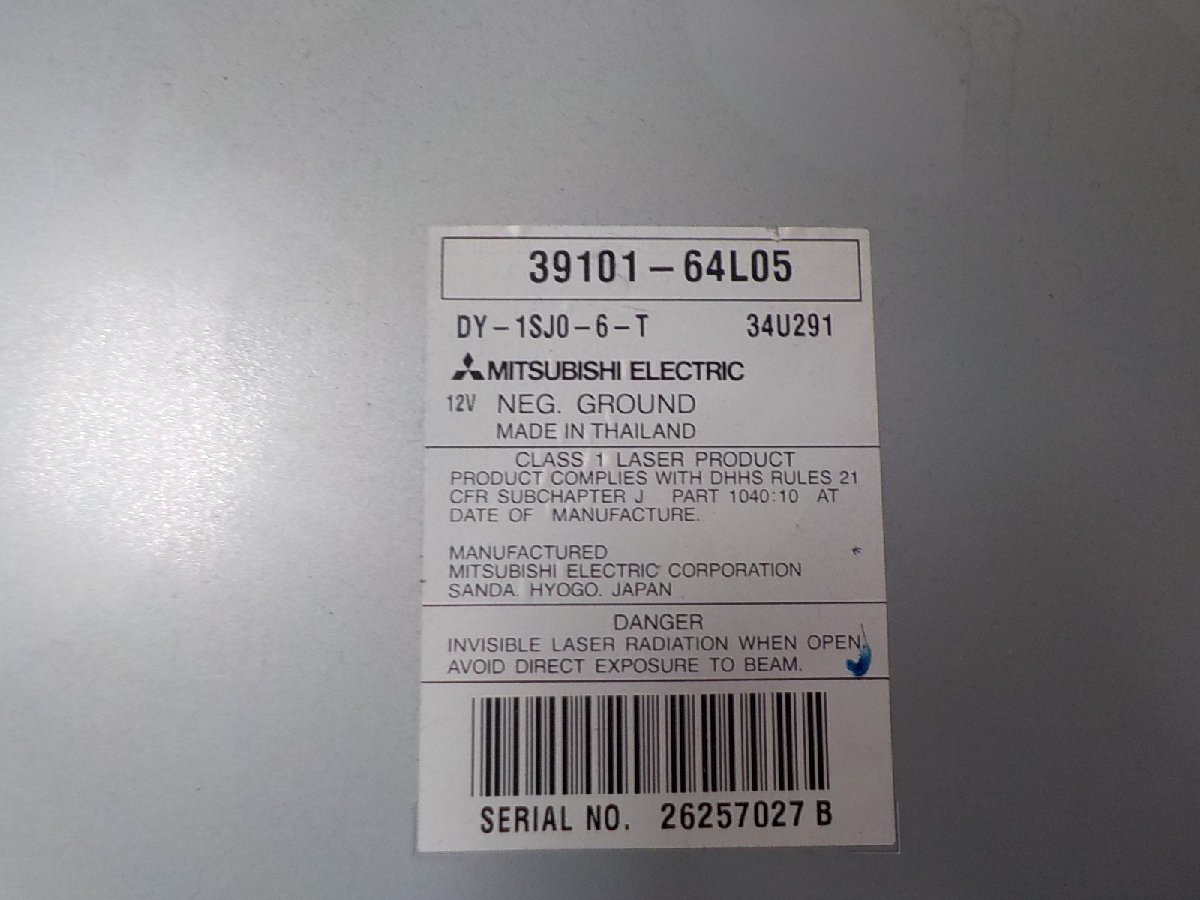 39101-64L05
DY-1SJ0-6-T 34U291
MITSUBISHI ELECTRIC
12V NEG. GROUND
MADE IN THAILAND
CLASS 1 LASER PRODUCT
PRODUCT COMPLIES WITH DHHS RULES 21
CFR SUBCHAPTER J PART 1040:10 AT
DATE OF MANUFACTURE.
MANUFACTURED
MITSUBISHI ELECTRIC CORPORATION
SANDA. HYOGO. JAPAN
DANGER
INVISIBLE LASER RADIATION WHEN OPEN
AVOID DIRECT EXPOSURE TO BEAM.
SERIAL NO. 26257027 B